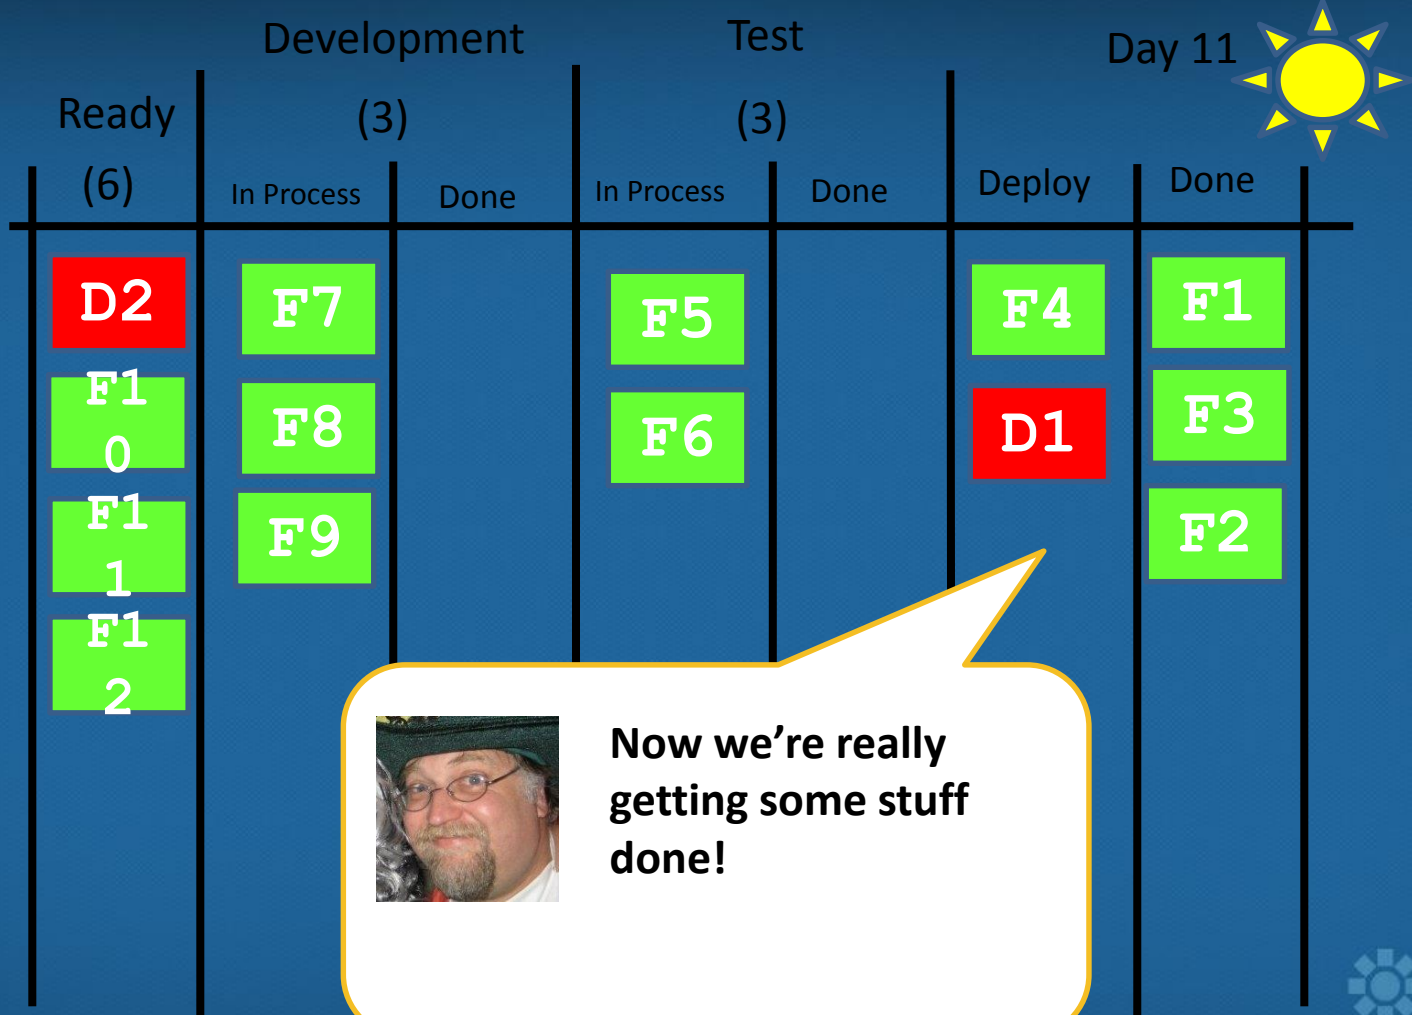 Development
Test
Day 11
Ready
(3)
(3)
(6)
In Process
Done
In Process
Done
Deploy
Done
D2
F7
F5
F4
F1
F1
0
F8
F6
D1
F3
F1
1
F9
F2
F1
2
Now we’re really
getting some stuff
done!